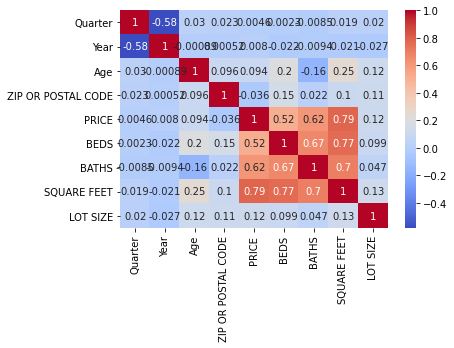 Quarter 1 -0.58 0.03 0.023 0.0046 0.0023 -0.0085 0.019 0.02
Year -0.58 1 -0.00089 0.00052 0.008 -0.022 -0.0094 -0.021 -0.027
Age 0.03 -0.00089 1 0.096 0.094 0.2 -0.16 0.25 0.12
ZIP OR POSTAL CODE -0.023 0.00052 0.096 1 -0.036 0.15 0.022 0.1 0.11
PRICE 0.0046 0.008 0.094 -0.036 1 0.52 0.62 0.79 0.12
BEDS 0.0023 -0.022 0.2 0.15 0.52 1 0.67 0.77 0.099
BATHS -0.0085 -0.0094 -0.16 0.022 0.62 0.67 1 0.7 0.047
SQUARE FEET -0.019 -0.021 0.25 0.1 0.79 0.77 0.7 1 0.13
LOT SIZE 0.02 -0.027 0.12 0.11 0.12 0.099 0.047 0.13 1
Quarter
Year
Age
ZIP OR POSTAL CODE
PRICE
BEDS
BATHS
SQUARE FEET
LOT SIZE
1.0
0.8
0.6
0.4
0.2
0.0
−0.2
−0.4